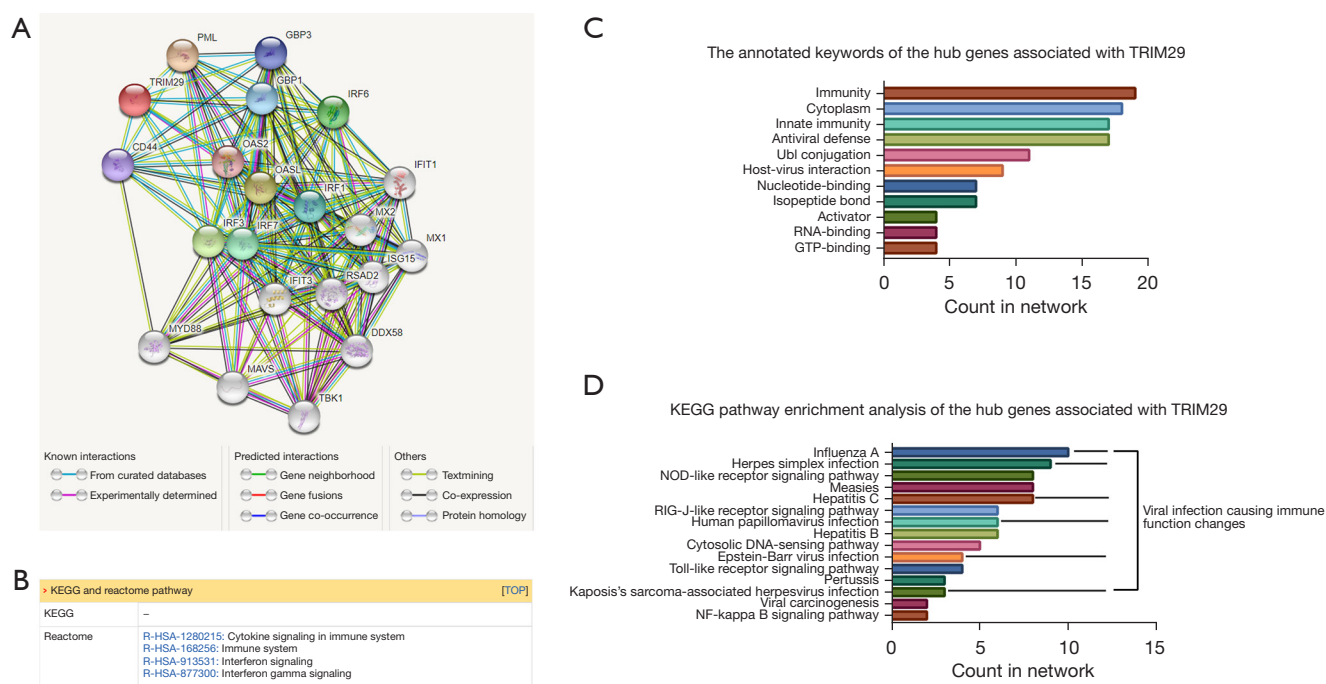 A
PML
GBP3
TRIM29
GBP1
IRF6
CD44
OAS2
IFIT1
OASL
IRF1
MX2
IRF3
IRF7
MX1
ISG15
IFIT3
RSAD2
MYD88
DDX58
MAVS
TBK1
Known interactions
From curated databases
Experimentally determined
Predicted interactions
Gene neighborhood
Gene fusions
Gene co-occurrence
Others
Textmining
Co-expression
Protein homology
B
› KEGG and reactome pathway [TOP]
KEGG –
Reactome R-HSA-1280215: Cytokine signaling in immune system
R-HSA-168256: Immune system
R-HSA-913531: Interferon signaling
R-HSA-877300: Interferon gamma signaling
C
The annotated keywords of the hub genes associated with TRIM29
Immunity
Cytoplasm
Innate immunity
Antiviral defense
Ubl conjugation
Host-virus interaction
Nucleotide-binding
Isopeptide bond
Activator
RNA-binding
GTP-binding
0 5 10 15 20
Count in network
D
KEGG pathway enrichment analysis of the hub genes associated with TRIM29
Influenza A
Herpes simplex infection
NOD-like receptor signaling pathway
Measies
Hepatitis C
RIG-J-like receptor signaling pathway
Human papillomavirus infection
Hepatitis B
Cytosolic DNA-sensing pathway
Epstein-Barr virus infection
Toll-like receptor signaling pathway
Pertussis
Kaposis's sarcoma-associated herpesvirus infection
Viral carcinogenesis
NF-kappa B signaling pathway
Viral infection causing immune
function changes
0 5 10 15
Count in network